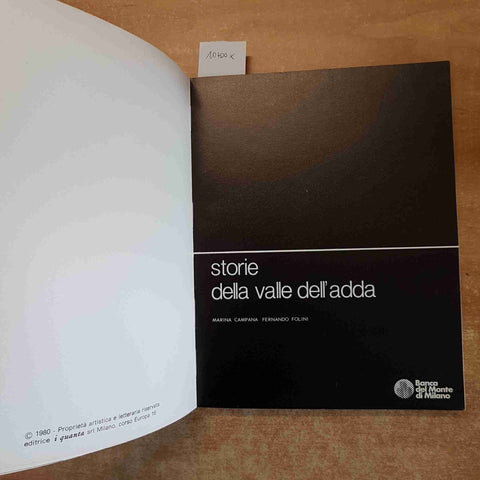 storie
della valle dell'adda
MARINA CAMPANA FERNANDO FOLINI
Banca
del Monte
di Milano
© 1980 - Proprietà artistica e letteraria riservata
editrice i quanta srl Milano, corso Europa 18